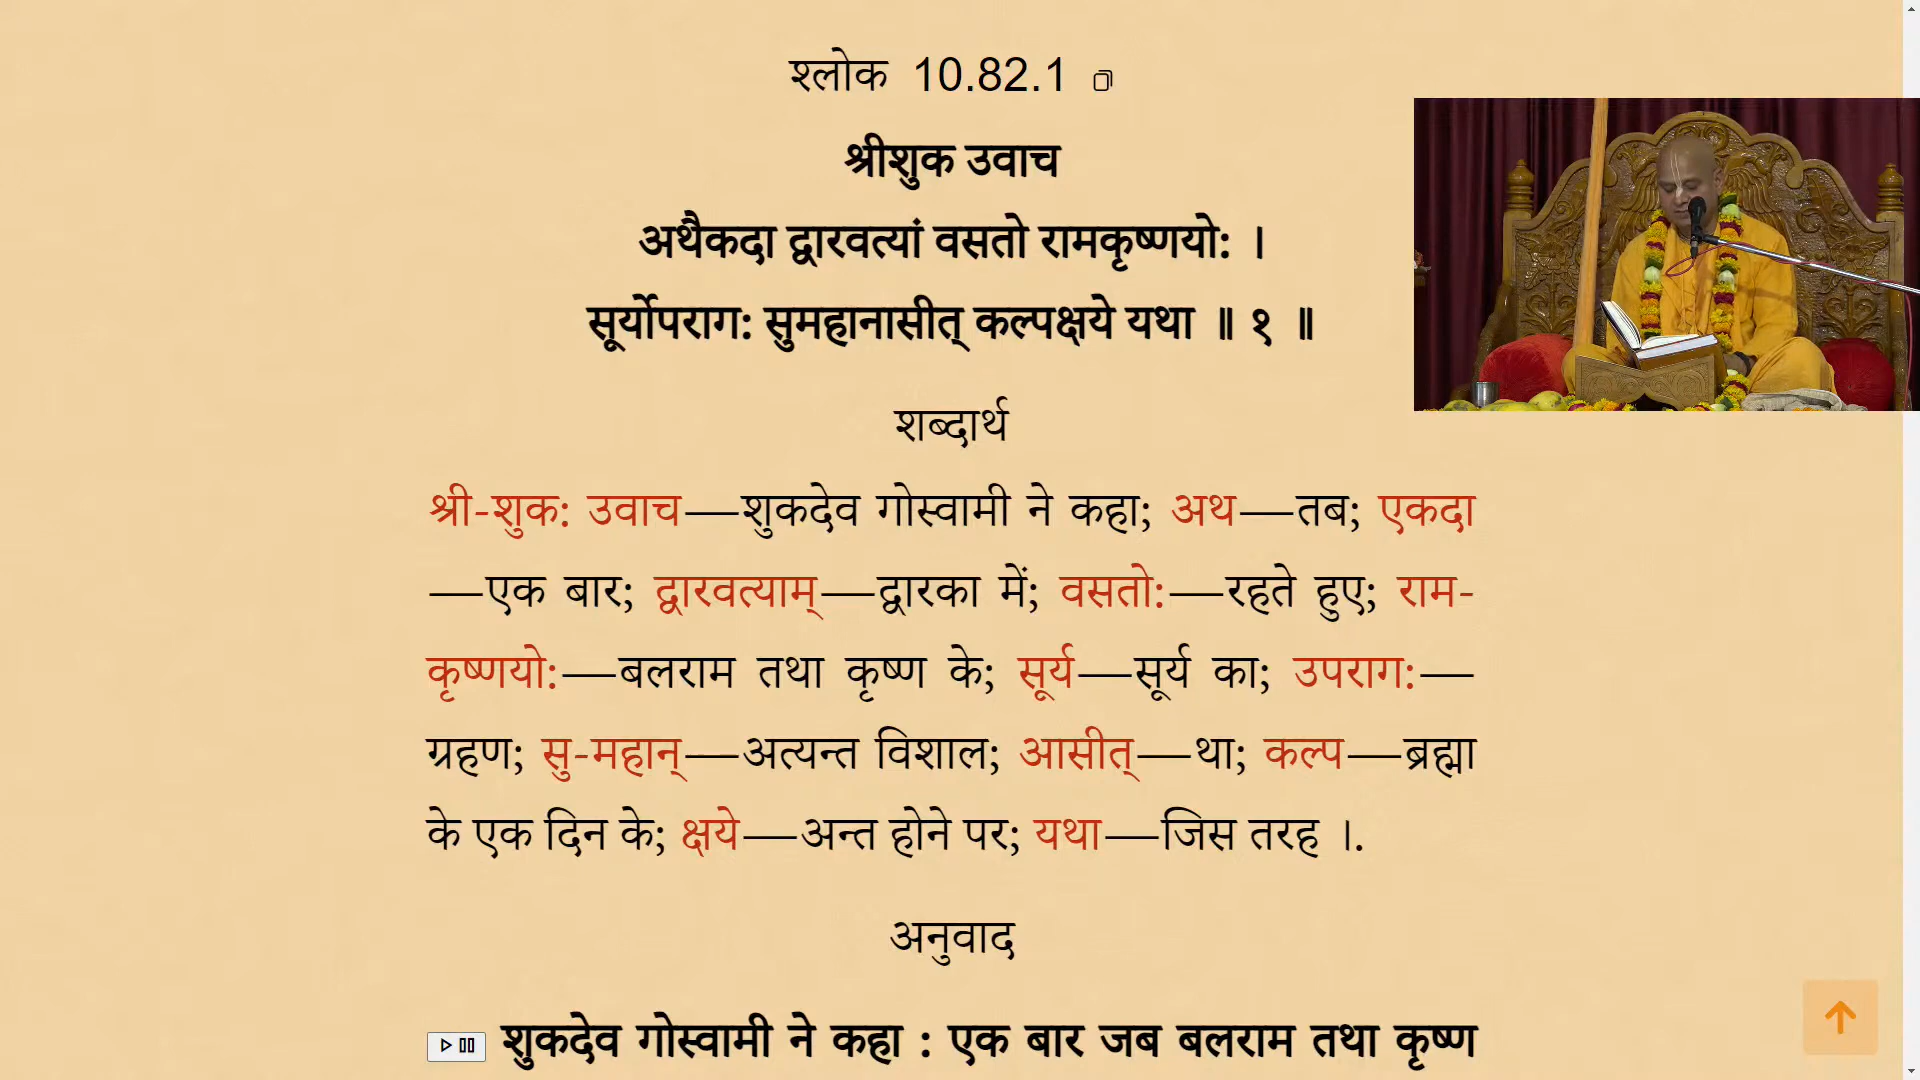 श्लोक 10.82.1
श्रीशुक उवाच
अथैकदा द्वारवत्यां वसतो रामकृष्णयो: ।
सूर्योपराग: सुमहानासीत् कल्पक्षये यथा ॥ १ ॥
शब्दार्थ
श्री-शुक: उवाच—शुकदेव गोस्वामी ने कहा; अथ—तब; एकदा
—एक बार; द्वारवत्याम्—द्वारका में; वसतो:—रहते हुए; राम-
कृष्णयो:—बलराम तथा कृष्ण के; सूर्य—सूर्य का; उपराग:—
ग्रहण; सु-महान्—अत्यन्त विशाल; आसीत्—था; कल्प—ब्रह्मा
के एक दिन के; क्षये—अन्त होने पर; यथा—जिस तरह ।.
अनुवाद
शुकदेव गोस्वामी ने कहा : एक बार जब बलराम तथा कृष्ण